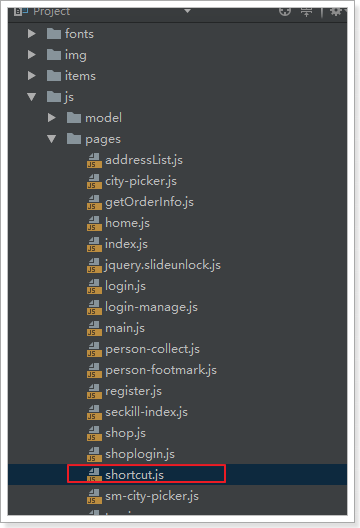 Project
fonts
img
items
js
model
pages
addressList.js
city-picker.js
getOrderInfo.js
home.js
index.js
jquery.slideunlock.js
login.js
login-manage.js
main.js
person-collect.js
person-footmark.js
register.js
seckill-index.js
shop.js
shoplogin.js
shortcut.js
sm-city-picker.js